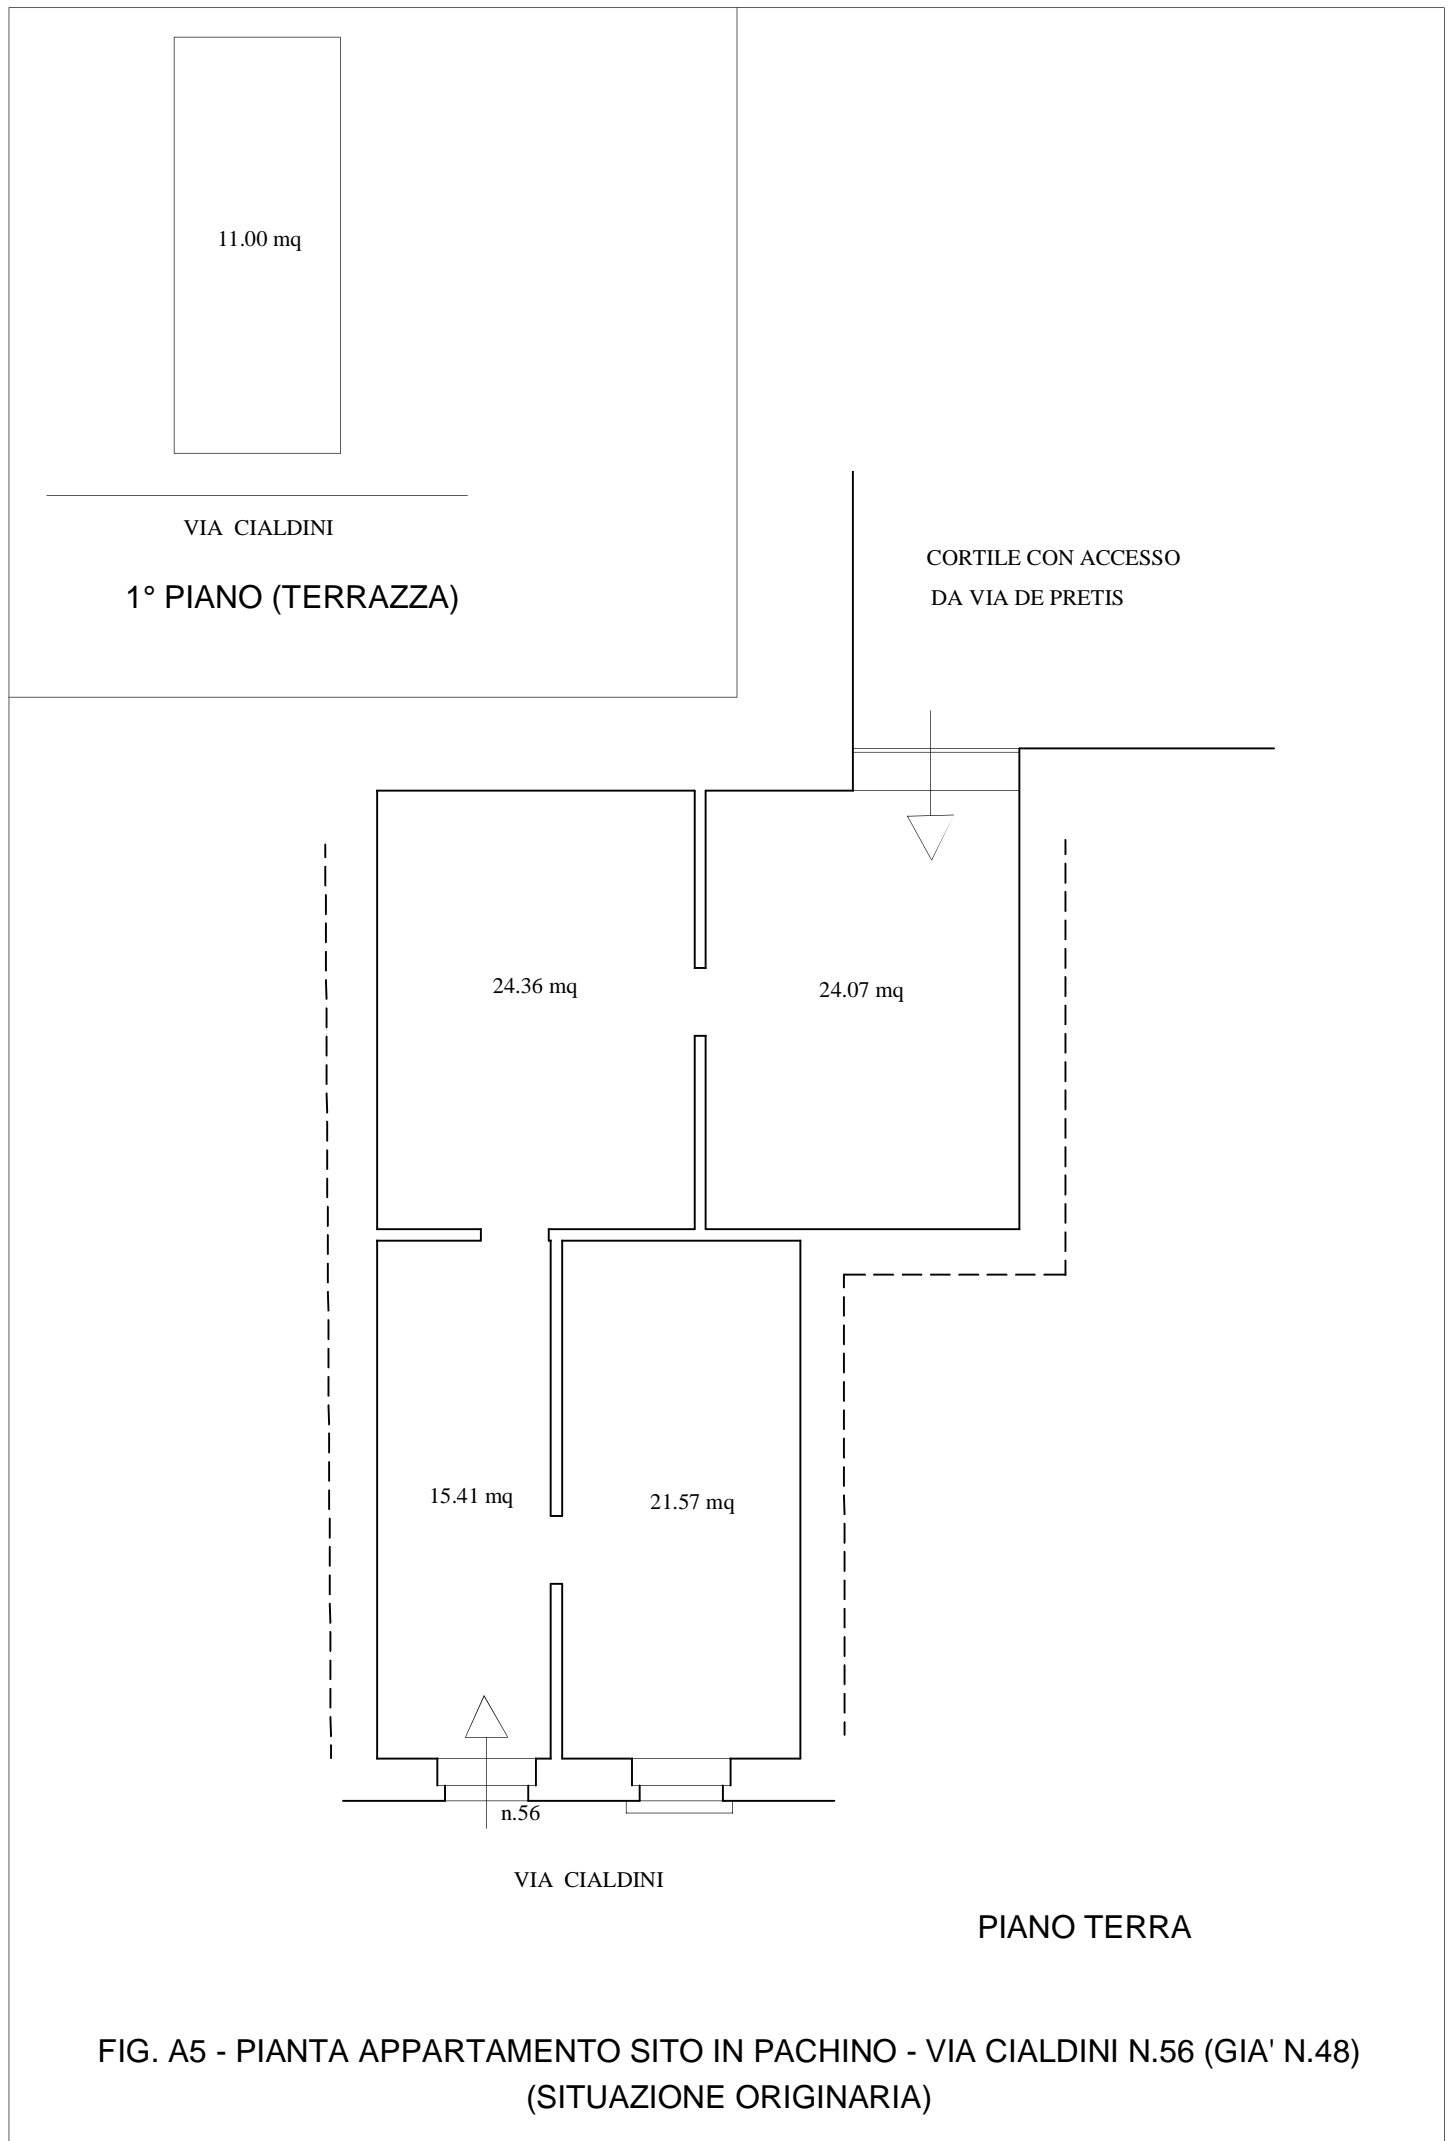 11.00 mq
VIA CIALDINI
1° PIANO (TERRAZZA)
CORTILE CON ACCESSO
DA VIA DE PRETIS
24.36 mq
24.07 mq
15.41 mq
21.57 mq
n.56
VIA CIALDINI
PIANO TERRA
FIG. A5 - PIANTA APPARTAMENTO SITO IN PACHINO - VIA CIALDINI N.56 (GIA' N.48)
(SITUAZIONE ORIGINARIA)